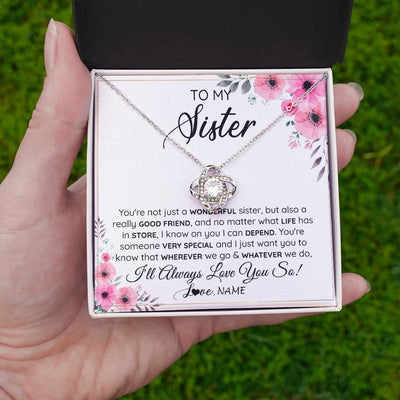 TO MY
Sister
You're not just a WONDERFUL sister, but also a
really GOOD FRIEND, and no matter what LIFE has
in STORE, I know on you I can DEPEND. You're
someone VERY SPECIAL and I just want you to
know that WHEREVER we go & WHATEVER we do,
I'll Always Love You So!
Love, NAME